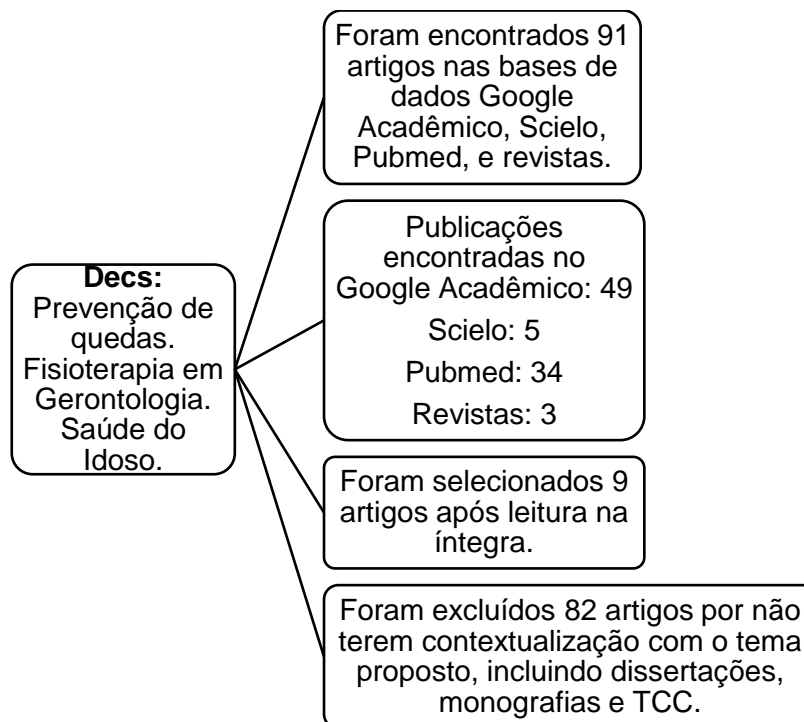 Decs:
Prevenção de
quedas.
Fisioterapia em
Gerontologia.
Saúde do
Idoso.
Foram encontrados 91
artigos nas bases de
dados Google
Acadêmico, Scielo,
Pubmed, e revistas.
Publicações
encontradas no
Google Acadêmico: 49
Scielo: 5
Pubmed: 34
Revistas: 3
Foram selecionados 9
artigos após leitura na
íntegra.
Foram excluídos 82 artigos por não
terem contextualização com o tema
proposto, incluindo dissertações,
monografias e TCC.